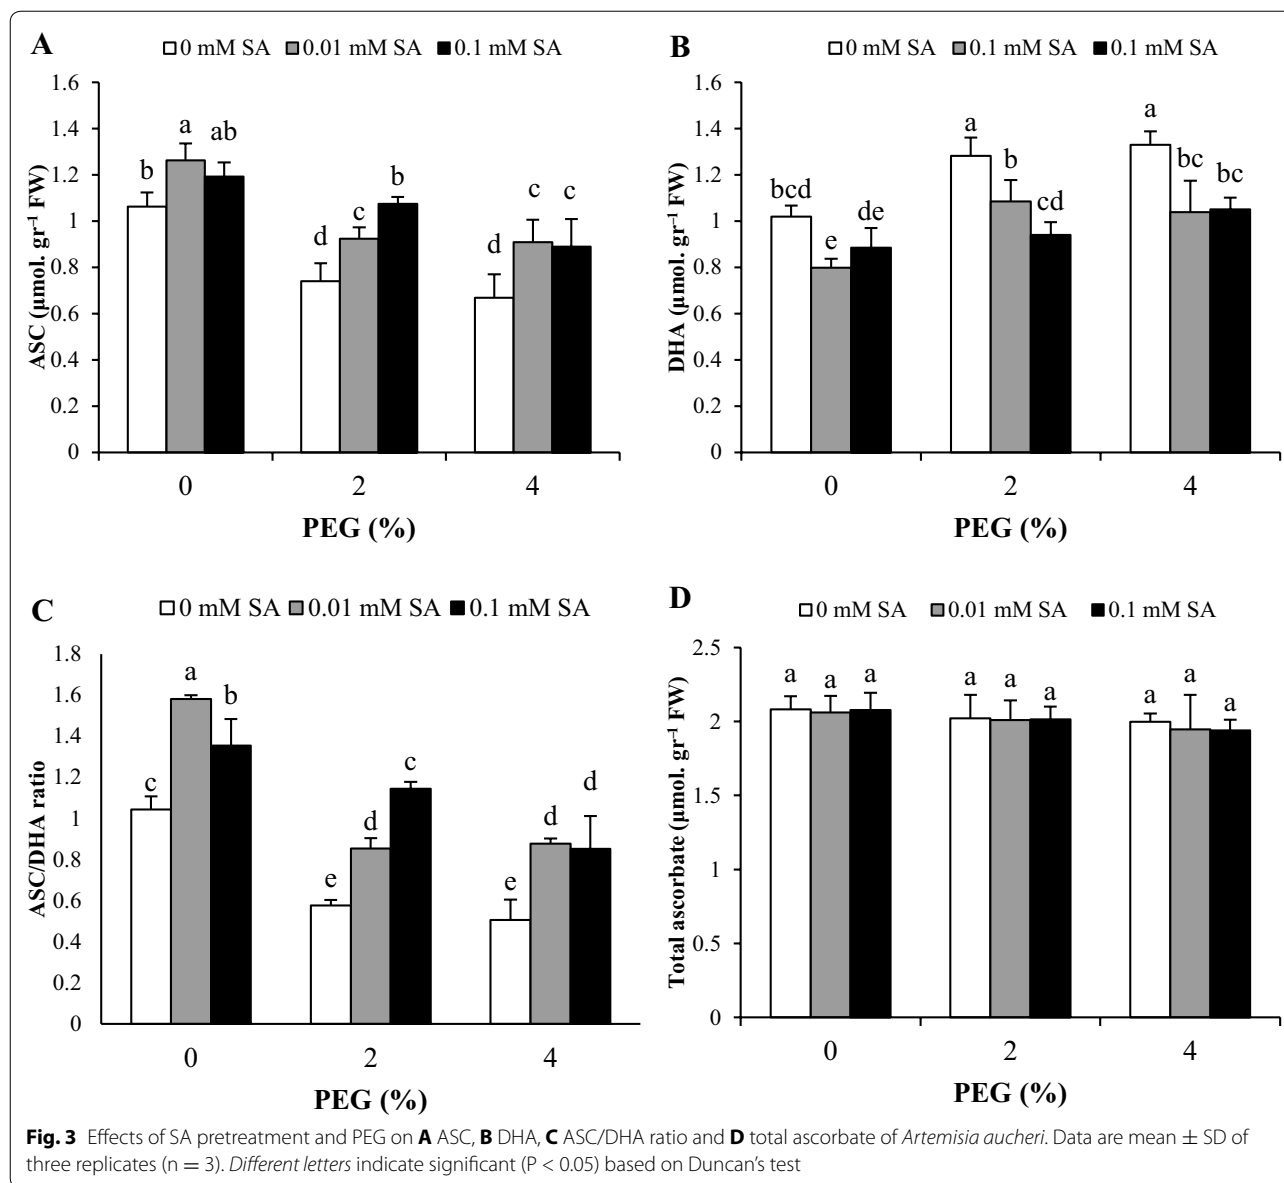 A
0 mM SA 0.01 mM SA 0.1 mM SA
1.6
1.4
1.2
1
0.8
0.6
0.4
0.2
0
ASC (µmol. gr⁻¹ FW)
b a ab
d c b
d c c
0 2 4
PEG (%)
B
0 mM SA 0.1 mM SA 0.1 mM SA
1.6
1.4
1.2
1
0.8
0.6
0.4
0.2
0
DHA (µmol. gr⁻¹ FW)
bcd e de
a b cd
a bc bc
0 2 4
PEG (%)
C
0 mM SA 0.01 mM SA 0.1 mM SA
1.8
1.6
1.4
1.2
1
0.8
0.6
0.4
0.2
0
ASC/DHA ratio
c a b
e d c
e d d
0 2 4
PEG (%)
D
0 mM SA 0.01 mM SA 0.1 mM SA
2.5
2
1.5
1
0.5
0
Total ascorbate (µmol. gr⁻¹ FW)
a a a
a a a
a a a
0 2 4
PEG (%)
Fig. 3 Effects of SA pretreatment and PEG on A ASC, B DHA, C ASC/DHA ratio and D total ascorbate of Artemisia aucheri. Data are mean ± SD of
three replicates (n = 3). Different letters indicate significant (P < 0.05) based on Duncan's test